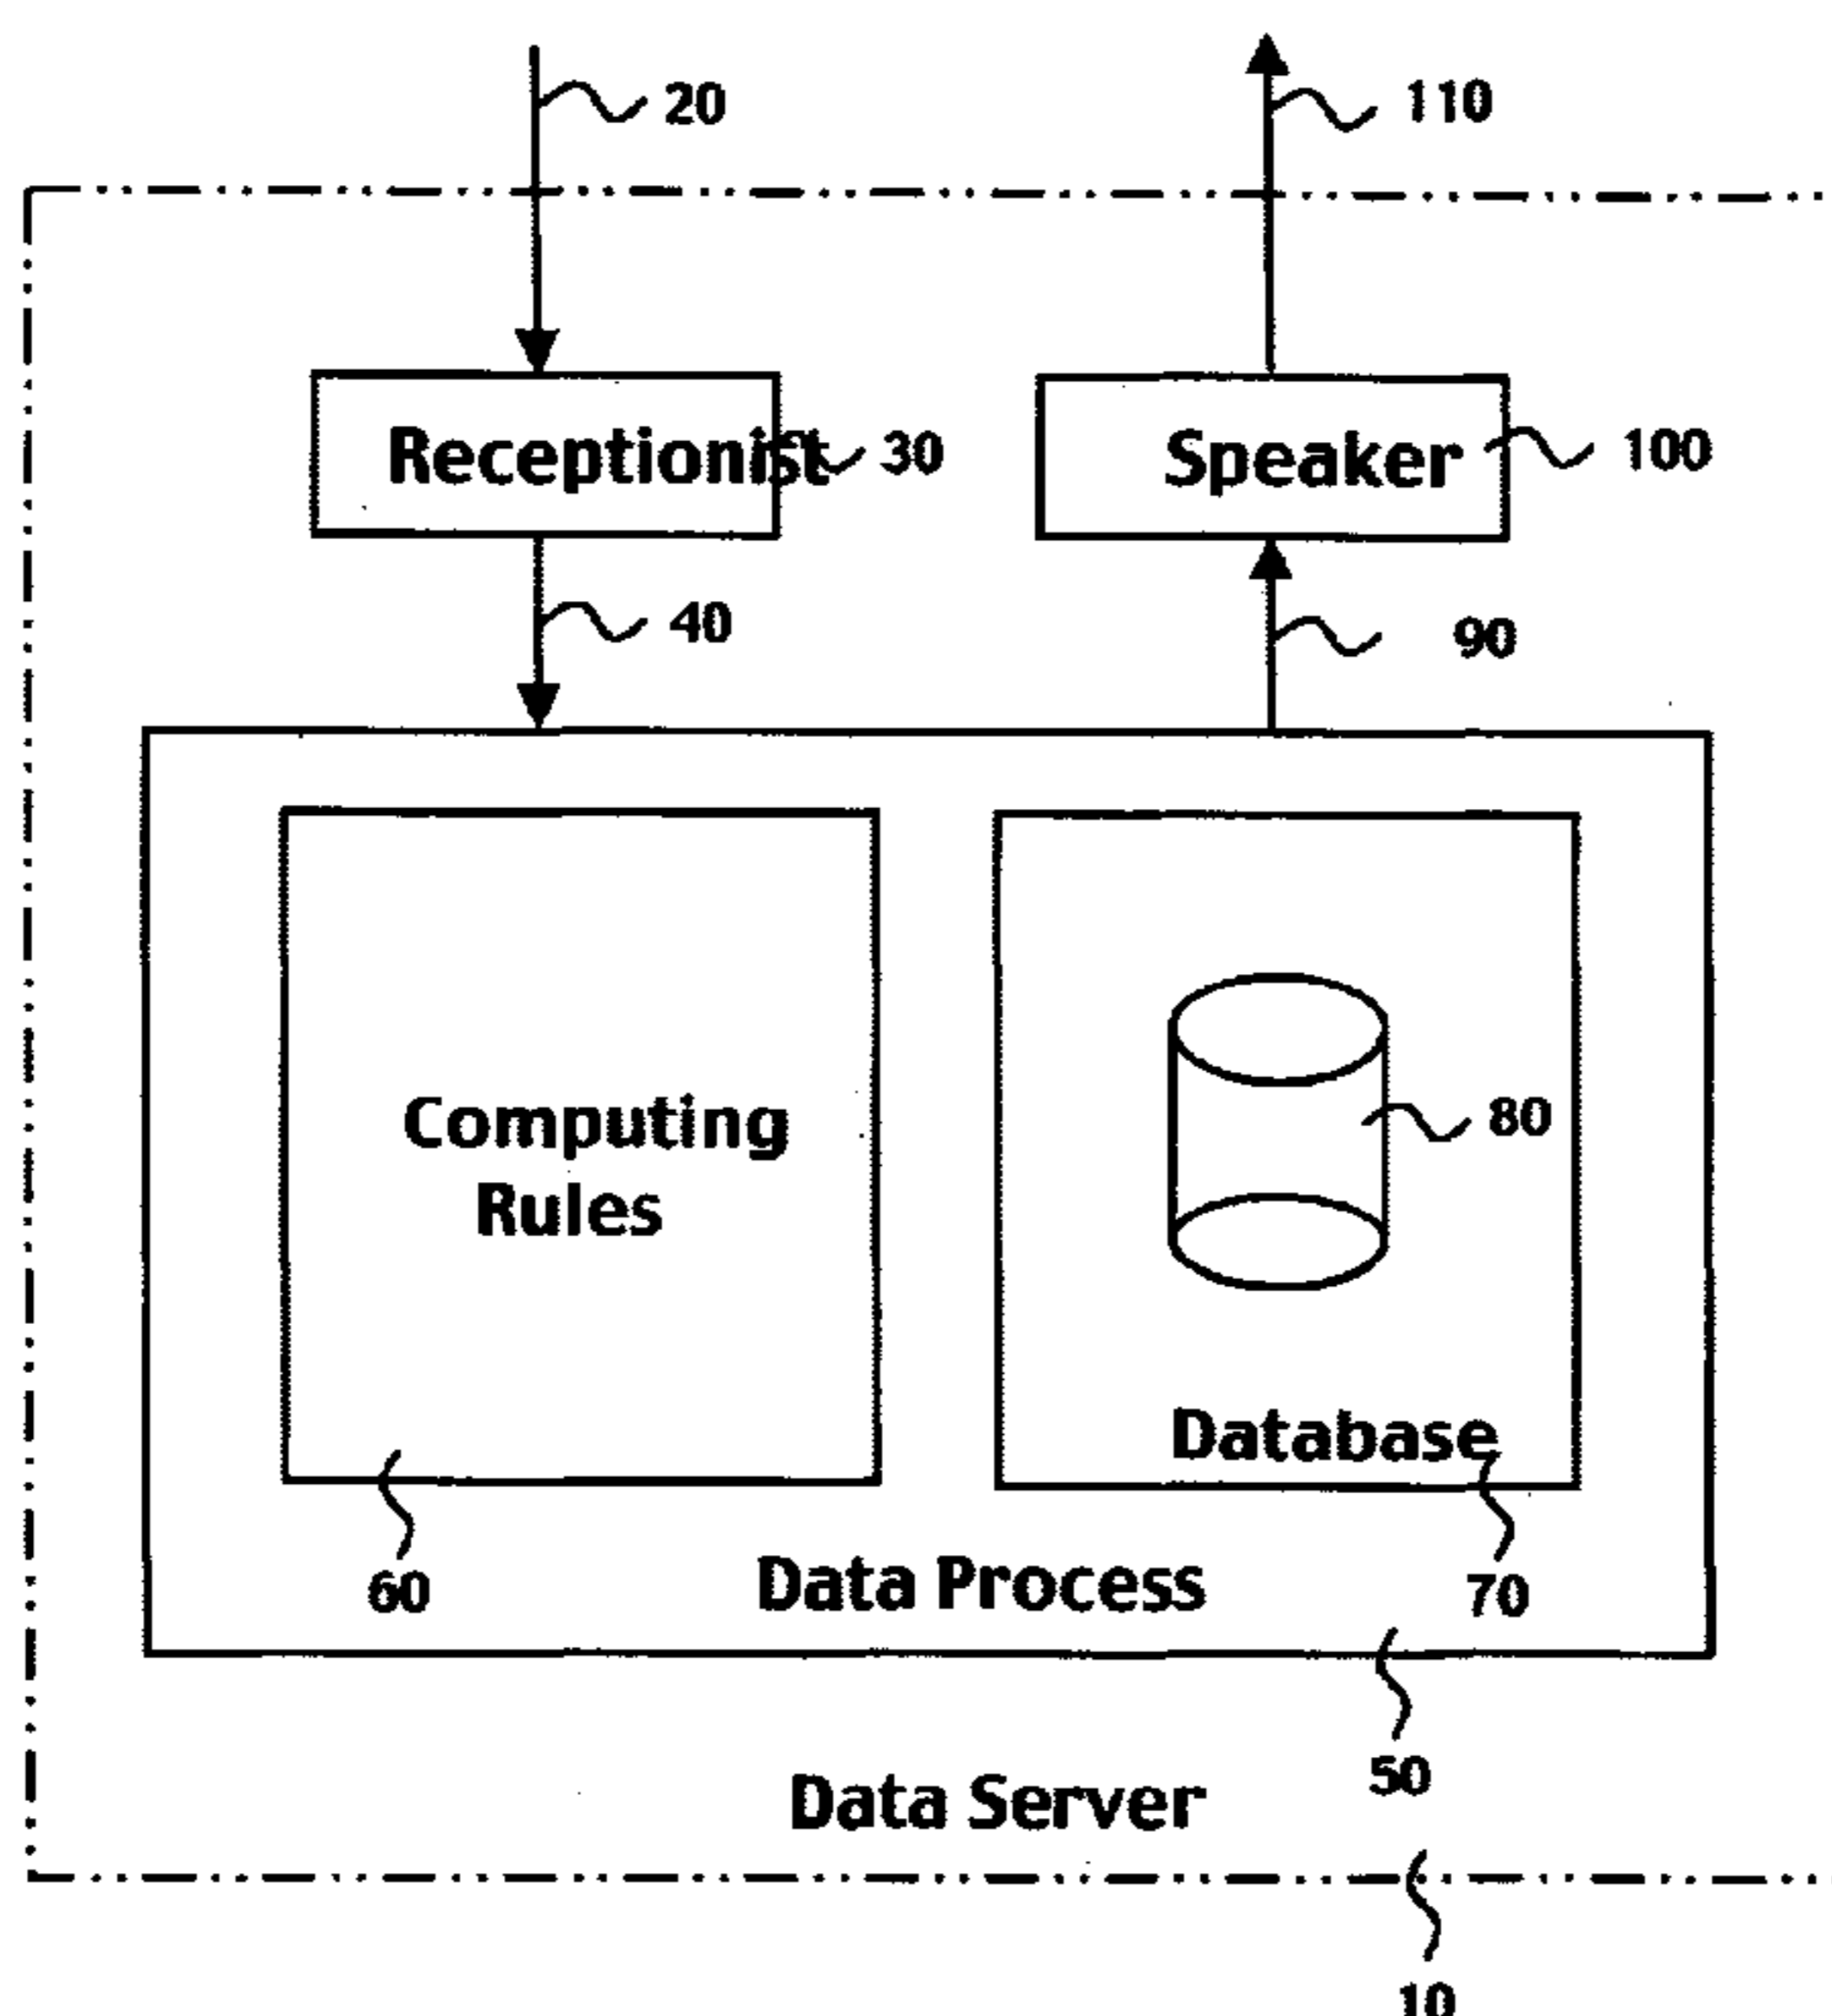 20
110
Receptionist
30
Speaker
100
40
90
Computing
Rules
80
Database
60
Data Process
70
50
Data Server
10